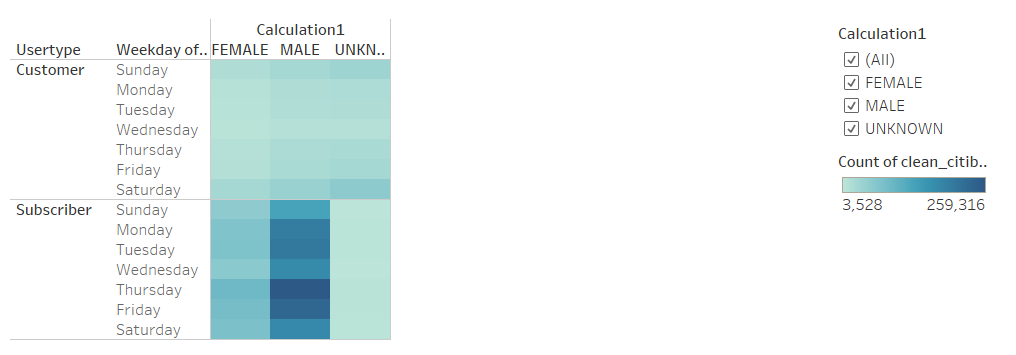 Calculation1
Usertype Weekday of.. FEMALE MALE UNKN..
Customer Sunday
Monday
Tuesday
Wednesday
Thursday
Friday
Saturday
Subscriber Sunday
Monday
Tuesday
Wednesday
Thursday
Friday
Saturday
Calculation1
(All)
FEMALE
MALE
UNKNOWN
Count of clean_citib..
3,528 259,316